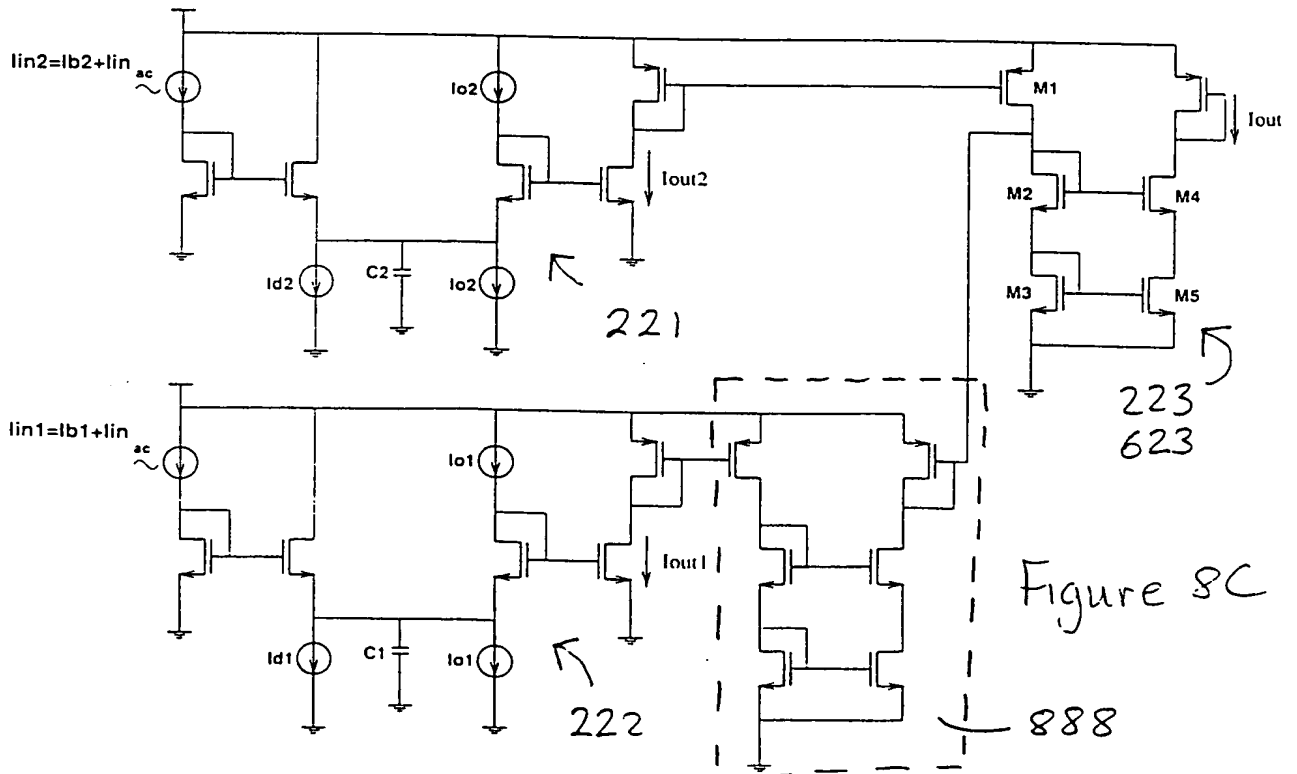 Iin2=Ib2+Iin
ac
~
Io2
M1
Iout
Iout2
M2
M4
Id2
C2
Io2
221
M3
M5
223
623
Iin1=Ib1+Iin
ac
~
Io1
Iout1
Figure 8C
Id1
C1
Io1
222
888